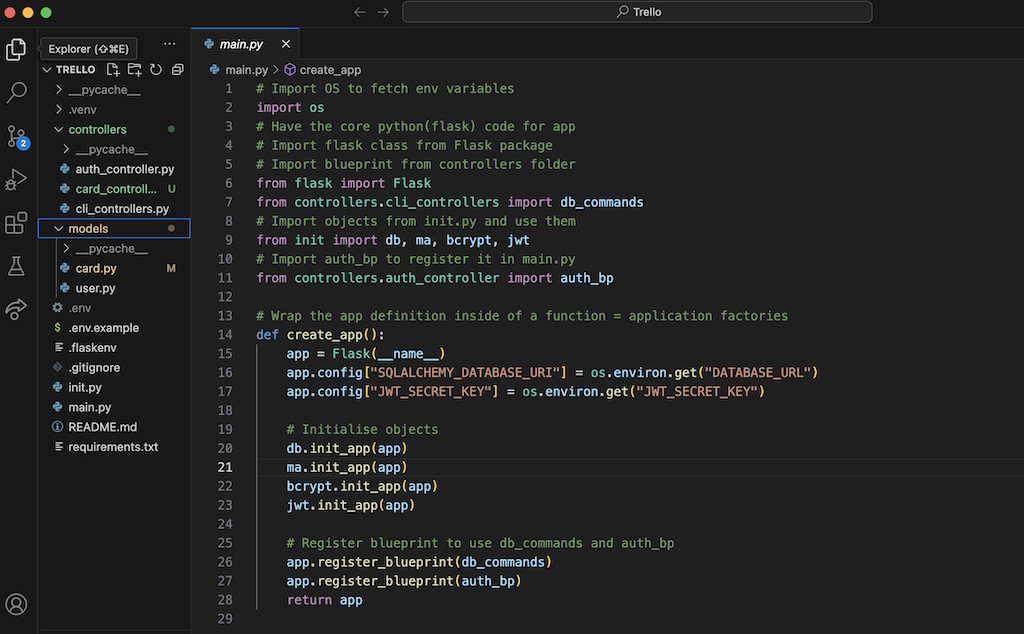 Trello
Explorer (⇧⌘E)
TRELLO
__pycache__
.venv
controllers
__pycache__
auth_controller.py
card_controll... U
cli_controllers.py
models
__pycache__
card.py M
user.py
.env
$ .env.example
.flaskenv
.gitignore
init.py
main.py
README.md
requirements.txt
2
main.py
main.py > create_app
1 # Import OS to fetch env variables
2 import os
3 # Have the core python(flask) code for app
4 # Import flask class from Flask package
5 # Import blueprint from controllers folder
6 from flask import Flask
7 from controllers.cli_controllers import db_commands
8 # Import objects from init.py and use them
9 from init import db, ma, bcrypt, jwt
10 # Import auth_bp to register it in main.py
11 from controllers.auth_controller import auth_bp
12
13 # Wrap the app definition inside of a function = application factories
14 def create_app():
15     app = Flask(__name__)
16     app.config["SQLALCHEMY_DATABASE_URI"] = os.environ.get("DATABASE_URL")
17     app.config["JWT_SECRET_KEY"] = os.environ.get("JWT_SECRET_KEY")
18
19     # Initialise objects
20     db.init_app(app)
21     ma.init_app(app)
22     bcrypt.init_app(app)
23     jwt.init_app(app)
24
25     # Register blueprint to use db_commands and auth_bp
26     app.register_blueprint(db_commands)
27     app.register_blueprint(auth_bp)
28     return app
29